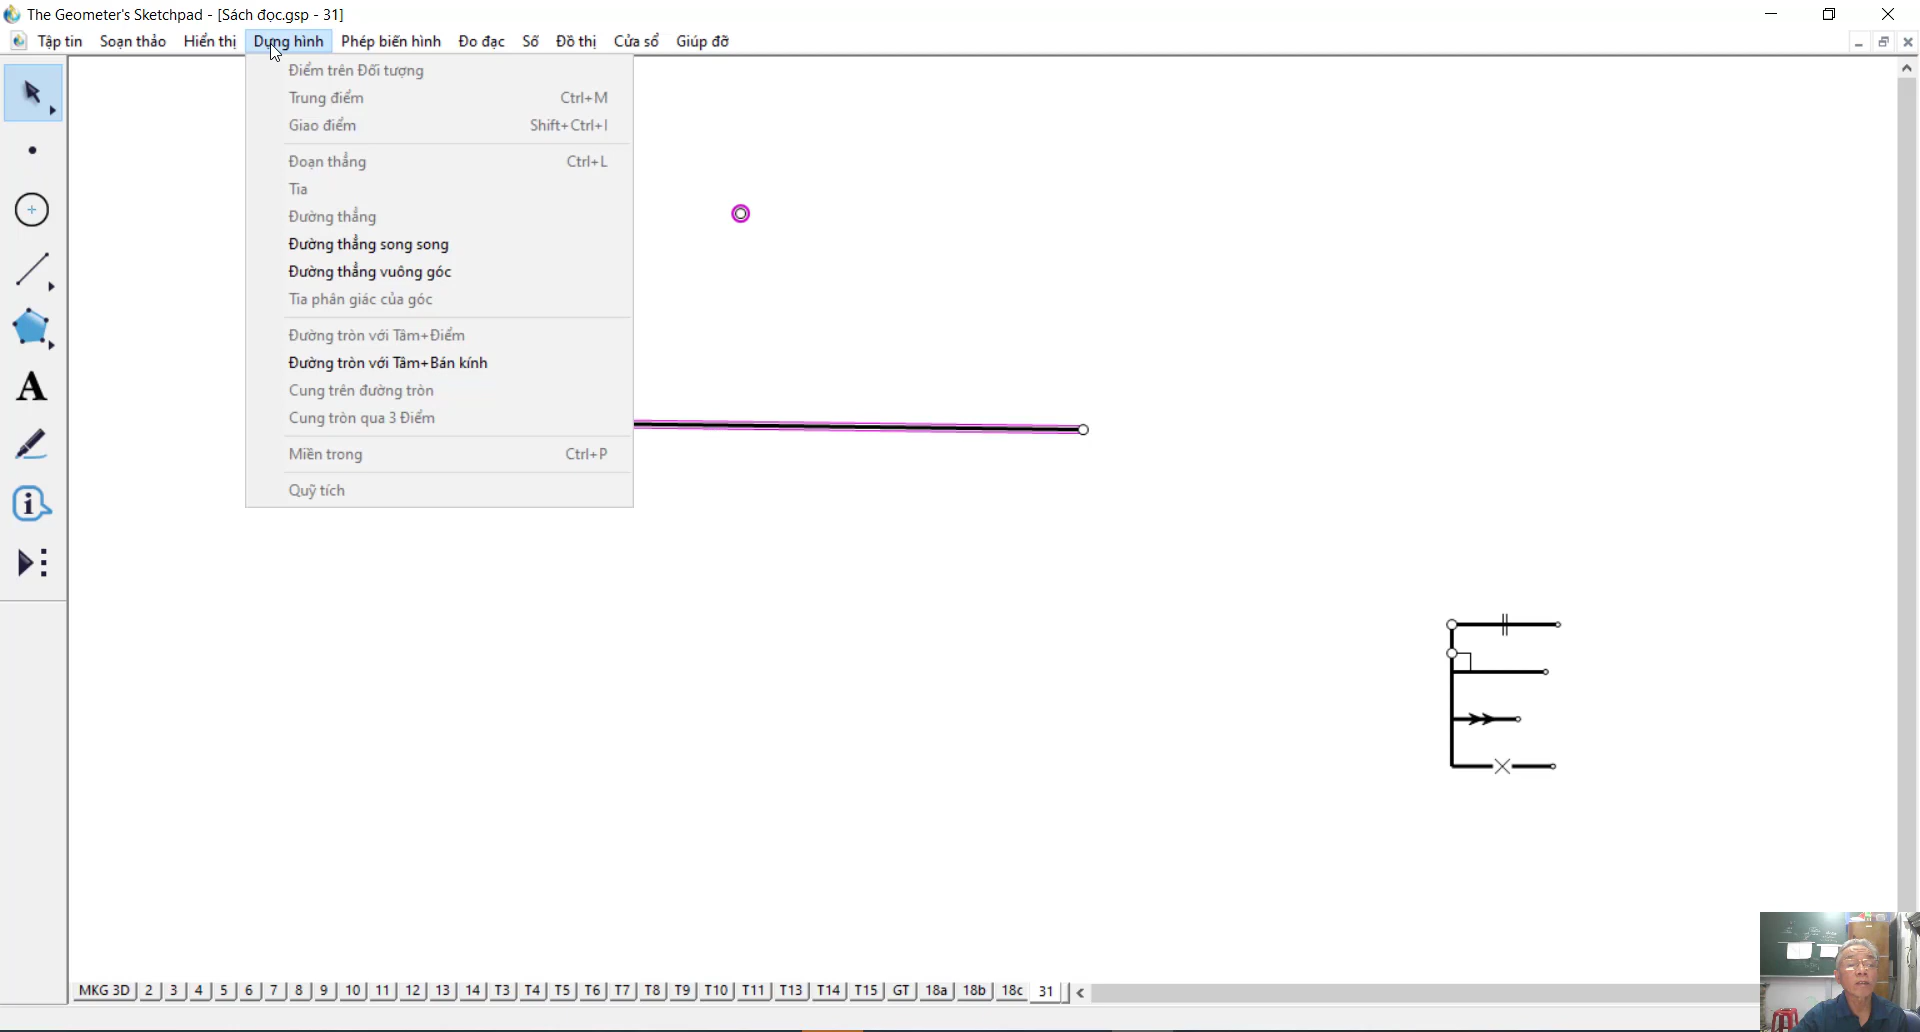 The Geometer's Sketchpad - [Sách đọc.gsp - 31]
Tập tin Soạn thảo Hiển thị Dựng hình Phép biến hình Đo đạc Số Đồ thị Cửa sổ Giúp đỡ
Điểm trên Đối tượng
Trung điểm Ctrl+M
Giao điểm Shift+Ctrl+I
Đoạn thẳng Ctrl+L
Tia
Đường thẳng
Đường thẳng song song
Đường thẳng vuông góc
Tia phân giác của góc
Đường tròn với Tâm+Điểm
Đường tròn với Tâm+Bán kính
Cung trên đường tròn
Cung tròn qua 3 Điểm
Miền trong Ctrl+P
Quỹ tích
A
i
MKG 3D 2 3 4 5 6 7 8 9 10 11 12 13 14 T3 T4 T5 T6 T7 T8 T9 T10 T11 T13 T14 T15 GT 18a 18b 18c 31